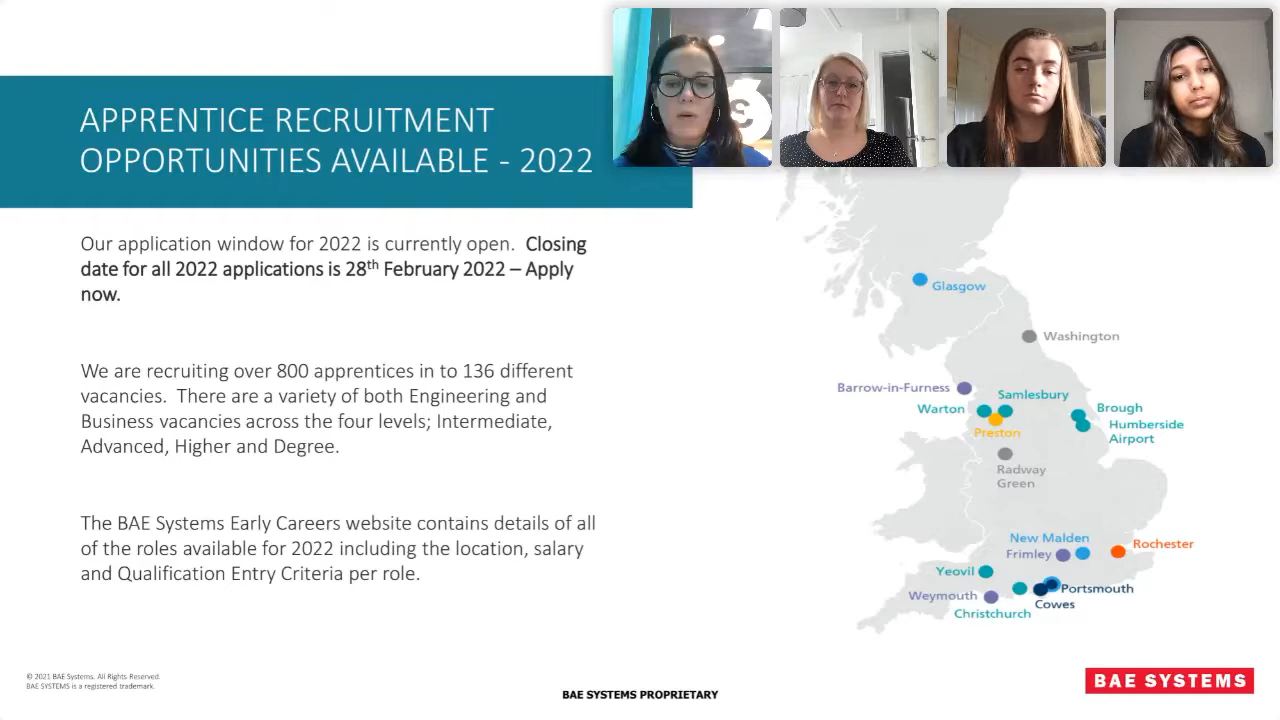 APPRENTICE RECRUITMENT
OPPORTUNITIES AVAILABLE - 2022
Our application window for 2022 is currently open. Closing
date for all 2022 applications is 28th February 2022 – Apply
now.
We are recruiting over 800 apprentices in to 136 different
vacancies. There are a variety of both Engineering and
Business vacancies across the four levels; Intermediate,
Advanced, Higher and Degree.
The BAE Systems Early Careers website contains details of all
of the roles available for 2022 including the location, salary
and Qualification Entry Criteria per role.
£
Glasgow
Washington
Barrow-in-Furness
Samlesbury
Warton
Brough
Preston
Humberside
Airport
Radway
Green
New Malden
Rochester
Frimley
Yeovil
Portsmouth
Weymouth
Cowes
Christchurch
© 2021 BAE Systems. All Rights Reserved.
BAE SYSTEMS is a registered trademark.
BAE SYSTEMS PROPRIETARY
BAE SYSTEMS